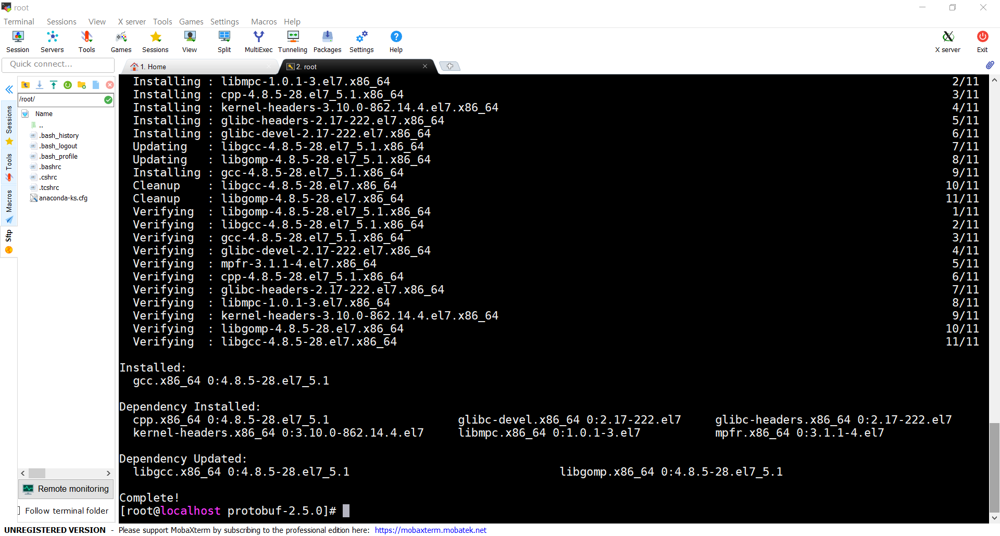 root
Terminal Sessions View X server Tools Games Settings Macros Help
Session Servers Tools Games Sessions View Split MultiExec Tunneling Packages Settings Help X server Exit
Quick connect...
1. Home
2. root
/root/
Name
..
.bash_history
.bash_logout
.bash_profile
.bashrc
.cshrc
.tcshrc
anaconda-ks.cfg
Sessions
Tools
Macros
Sftp
Remote monitoring
Follow terminal folder
Installing : libmpc-1.0.1-3.el7.x86_64 2/11
Installing : cpp-4.8.5-28.el7_5.1.x86_64 3/11
Installing : kernel-headers-3.10.0-862.14.4.el7.x86_64 4/11
Installing : glibc-headers-2.17-222.el7.x86_64 5/11
Installing : glibc-devel-2.17-222.el7.x86_64 6/11
Updating : libgcc-4.8.5-28.el7_5.1.x86_64 7/11
Updating : libgomp-4.8.5-28.el7_5.1.x86_64 8/11
Installing : gcc-4.8.5-28.el7_5.1.x86_64 9/11
Cleanup : libgcc-4.8.5-28.el7.x86_64 10/11
Cleanup : libgomp-4.8.5-28.el7.x86_64 11/11
Verifying : libgomp-4.8.5-28.el7_5.1.x86_64 1/11
Verifying : libgcc-4.8.5-28.el7_5.1.x86_64 2/11
Verifying : gcc-4.8.5-28.el7_5.1.x86_64 3/11
Verifying : glibc-devel-2.17-222.el7.x86_64 4/11
Verifying : mpfr-3.1.1-4.el7.x86_64 5/11
Verifying : cpp-4.8.5-28.el7_5.1.x86_64 6/11
Verifying : glibc-headers-2.17-222.el7.x86_64 7/11
Verifying : libmpc-1.0.1-3.el7.x86_64 8/11
Verifying : kernel-headers-3.10.0-862.14.4.el7.x86_64 9/11
Verifying : libgomp-4.8.5-28.el7.x86_64 10/11
Verifying : libgcc-4.8.5-28.el7.x86_64 11/11
Installed:
gcc.x86_64 0:4.8.5-28.el7_5.1
Dependency Installed:
cpp.x86_64 0:4.8.5-28.el7_5.1 glibc-devel.x86_64 0:2.17-222.el7 glibc-headers.x86_64 0:2.17-222.el7
kernel-headers.x86_64 0:3.10.0-862.14.4.el7 libmpc.x86_64 0:1.0.1-3.el7 mpfr.x86_64 0:3.1.1-4.el7
Dependency Updated:
libgcc.x86_64 0:4.8.5-28.el7_5.1 libgomp.x86_64 0:4.8.5-28.el7_5.1
Complete!
[root@localhost protobuf-2.5.0]#
UNREGISTERED VERSION - Please support MobaXterm by subscribing to the professional edition here: https://mobaxterm.mobatek.net